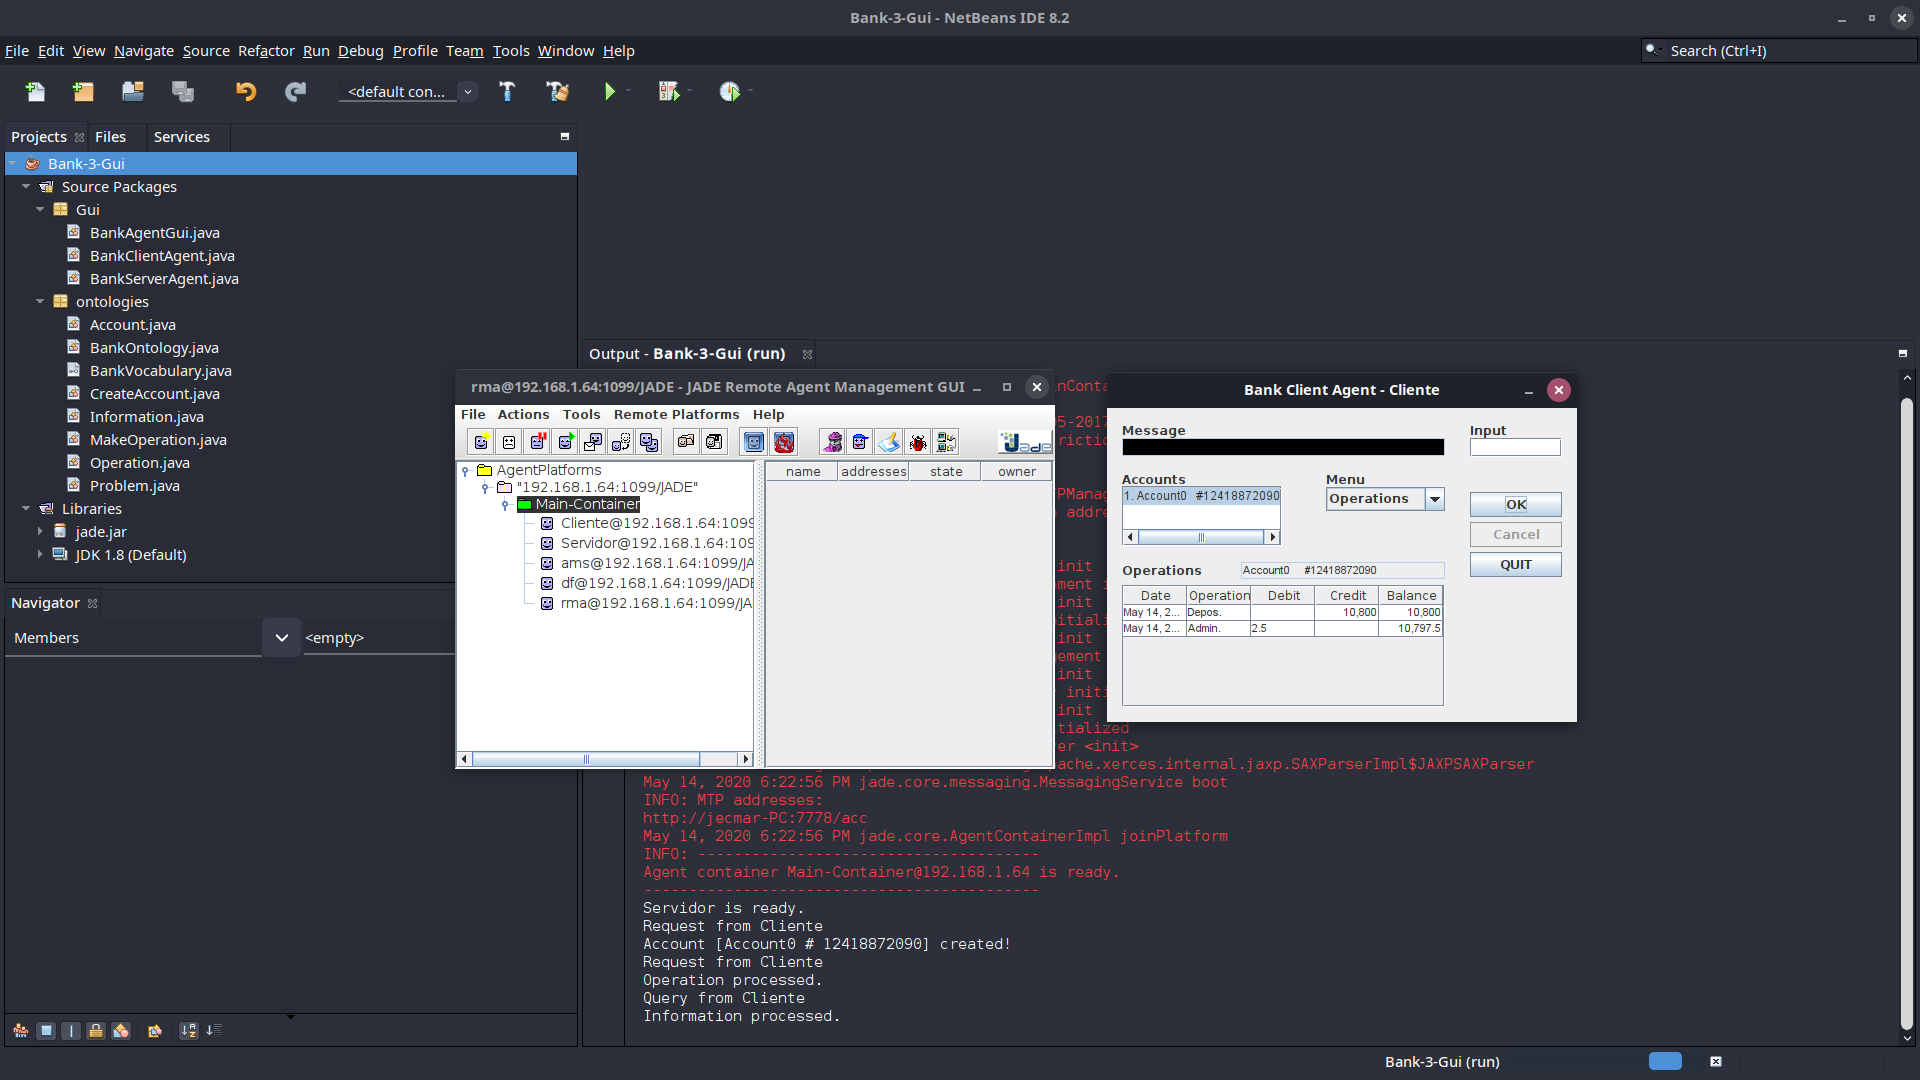 Bank-3-Gui - NetBeans IDE 8.2
File Edit View Navigate Source Refactor Run Debug Profile Team Tools Window Help
Search (Ctrl+I)
<default con...
Projects Files Services
Bank-3-Gui
Source Packages
Gui
BankAgentGui.java
BankClientAgent.java
BankServerAgent.java
ontologies
Account.java
BankOntology.java
BankVocabulary.java
CreateAccount.java
Information.java
MakeOperation.java
Operation.java
Problem.java
Libraries
jade.jar
JDK 1.8 (Default)
Navigator
Members
<empty>
Output - Bank-3-Gui (run)
rma@192.168.1.64:1099/JADE - JADE Remote Agent Management GUI
File Actions Tools Remote Platforms Help
Jade
AgentPlatforms
"192.168.1.64:1099/JADE"
Main-Container
Cliente@192.168.1.64:1099
Servidor@192.168.1.64:109
ams@192.168.1.64:1099/JA
df@192.168.1.64:1099/JADE
rma@192.168.1.64:1099/JA
name addresses state owner
Bank Client Agent - Cliente
Message
Input
Accounts
1. Account0 #12418872090
Menu
Operations
OK
Cancel
QUIT
Operations
Account0 #12418872090
Date Operation Debit Credit Balance
May 14, 2... Depos. 10,800 10,800
May 14, 2... Admin. 2.5 10,797.5
nConta
5-2017
rictio
PManag
n addre
init
ement i
init
itiali
init
gement
init
initi
init
tialized
er <init>
pache.xerces.internal.jaxp.SAXParserImpl$JAXPSAXParser
May 14, 2020 6:22:56 PM jade.core.messaging.MessagingService boot
INFO: MTP addresses:
http://jecmar-PC:7778/acc
May 14, 2020 6:22:56 PM jade.core.AgentContainerImpl joinPlatform
INFO: --------------------------------------
Agent container Main-Container@192.168.1.64 is ready.
--------------------------------------------
Servidor is ready.
Request from Cliente
Account [Account0 # 12418872090] created!
Request from Cliente
Operation processed.
Query from Cliente
Information processed.
Bank-3-Gui (run)